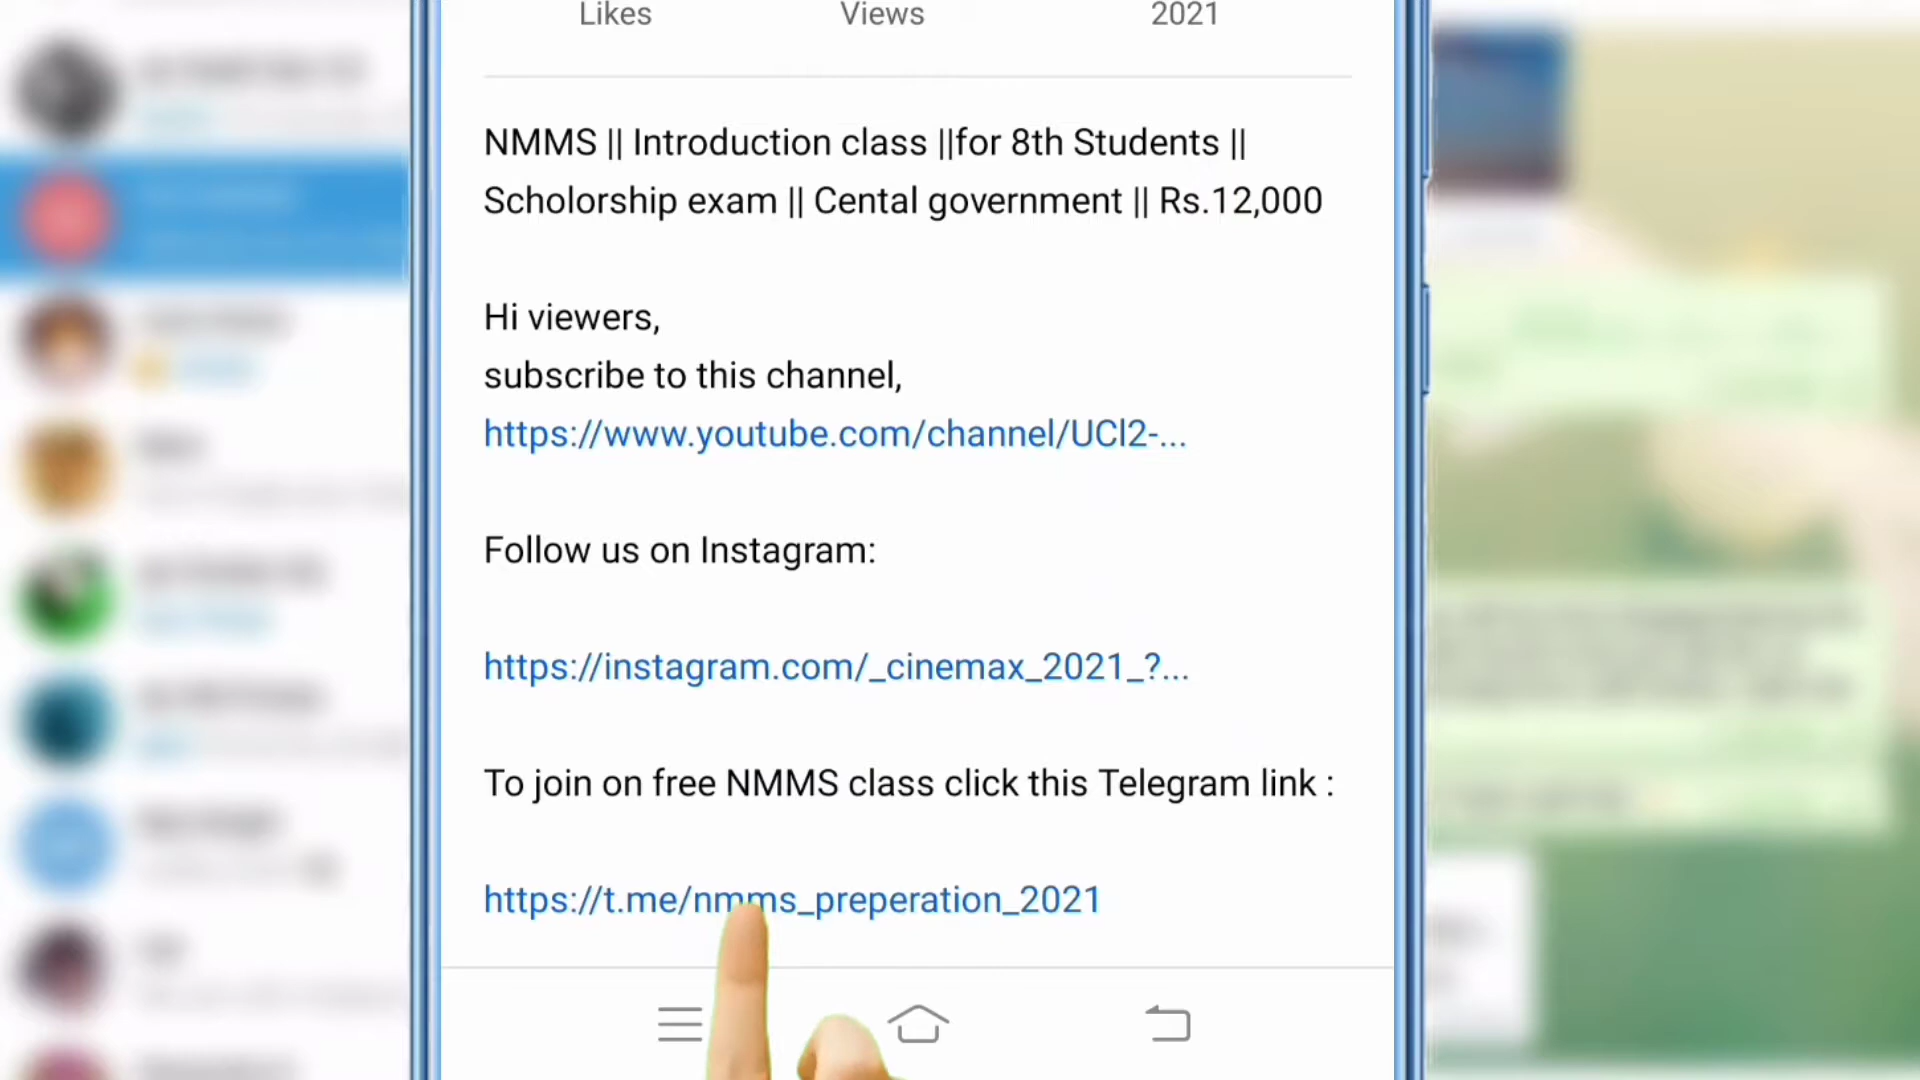 Likes Views 2021
NMMS || Introduction class ||for 8th Students ||
Scholorship exam || Cental government || Rs.12,000
Hi viewers,
subscribe to this channel,
https://www.youtube.com/channel/UCl2-...
Follow us on Instagram:
https://instagram.com/_cinemax_2021_?...
To join on free NMMS class click this Telegram link :
https://t.me/nmms_preperation_2021